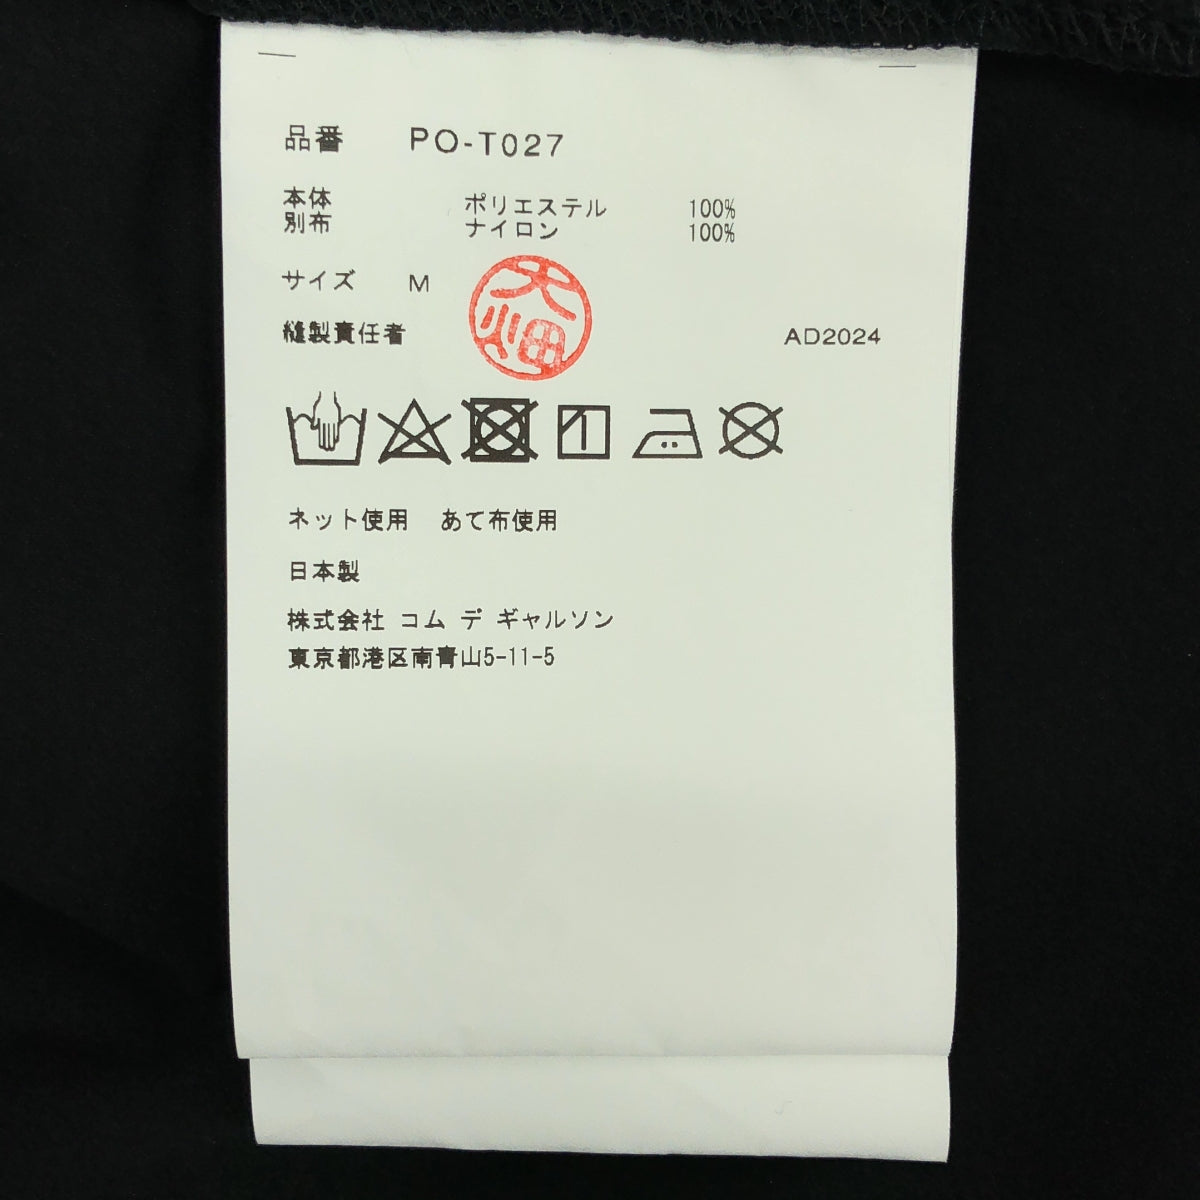 品番 PO-T027
本体 ポリエステル 100%
別布 ナイロン 100%
サイズ M
大畑
縫製責任者 AD2024
ネット使用 あて布使用
日本製
株式会社 コム デ ギャルソン
東京都港区南青山5-11-5